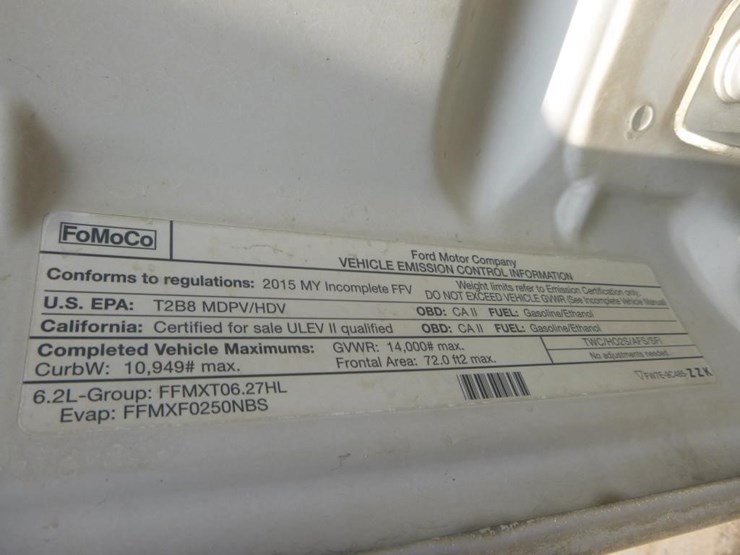 FoMoCo
Ford Motor Company
VEHICLE EMISSION CONTROL INFORMATION
Conforms to regulations: 2015 MY Incomplete FFV
Weight limits refer to Emission Certification only.
DO NOT EXCEED VEHICLE GVWR (See Incomplete Vehicle Manual
U.S. EPA: T2B8 MDPV/HDV OBD: CA II FUEL: Gasoline/Ethanol
California: Certified for sale ULEV II qualified OBD: CA II FUEL: Gasoline/Ethanol
Completed Vehicle Maximums: GVWR: 14,000# max.
CurbW: 10,949# max. Frontal Area: 72.0 ft2 max.
TWC/HO2S/AFS/SFI
No adjustments needed.
6.2L-Group: FFMXT06.27HL
Evap: FFMXF0250NBS
ZZK